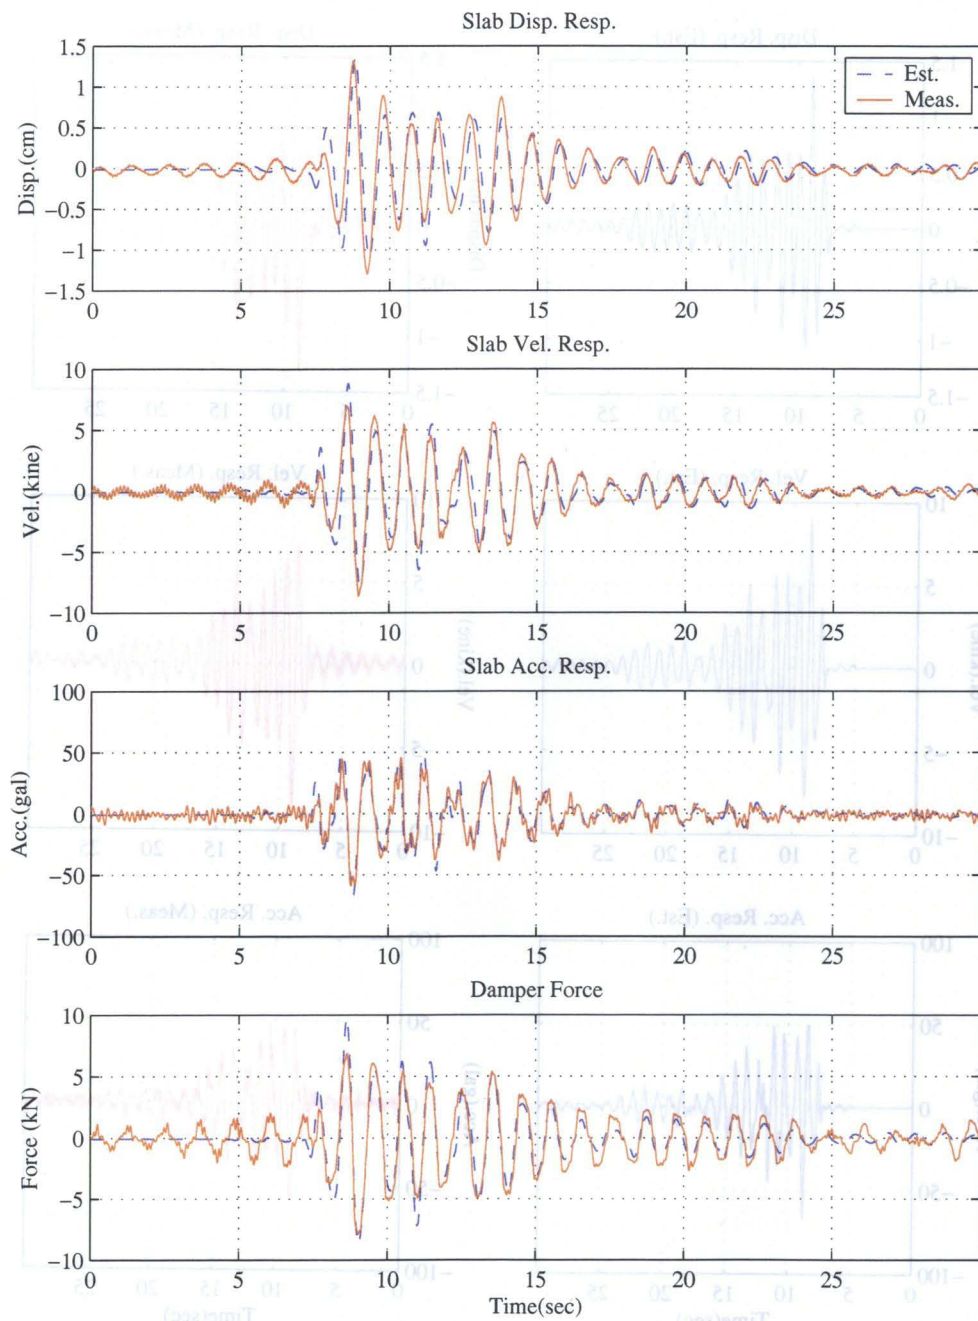 Slab Disp. Resp.
Disp.(cm)
1.5
1
0.5
0
−0.5
−1
−1.5
0 5 10 15 20 25
Est.
Meas.
Slab Vel. Resp.
Vel.(kine)
10
5
0
−5
−10
0 5 10 15 20 25
Slab Acc. Resp.
Acc.(gal)
100
50
0
−50
−100
0 5 10 15 20 25
Damper Force
Force (kN)
10
5
0
−5
−10
0 5 10 15 20 25
Time(sec)